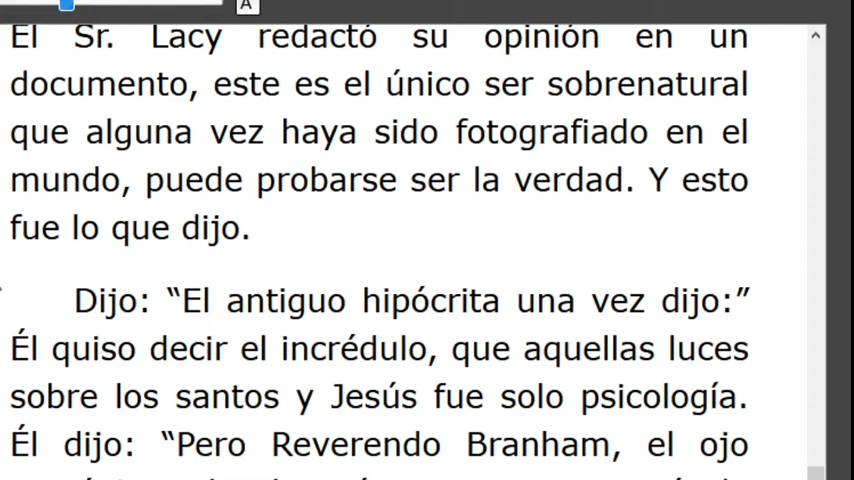 A
El Sr. Lacy redactó su opinión en un
documento, este es el único ser sobrenatural
que alguna vez haya sido fotografiado en el
mundo, puede probarse ser la verdad. Y esto
fue lo que dijo.
Dijo: “El antiguo hipócrita una vez dijo:”
Él quiso decir el incrédulo, que aquellas luces
sobre los santos y Jesús fue solo psicología.
Él dijo: “Pero Reverendo Branham, el ojo